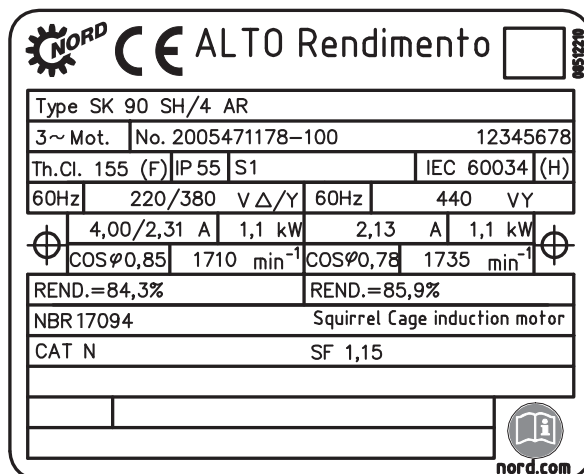 NORD CE ALTO Rendimento
00512210
Type SK 90 SH/4 AR
3~ Mot. No. 2005471178-100 12345678
Th.Cl. 155 (F) IP 55 S1 IEC 60034 (H)
60Hz 220/380 V △/Y 60Hz 440 VY
4,00/2,31 A 1,1 kW 2,13 A 1,1 kW
COSφ0,85 1710 min⁻¹ COSφ0,78 1735 min⁻¹
REND.=84,3% REND.=85,9%
NBR 17094 Squirrel Cage induction motor
CAT N SF 1,15
nord.com